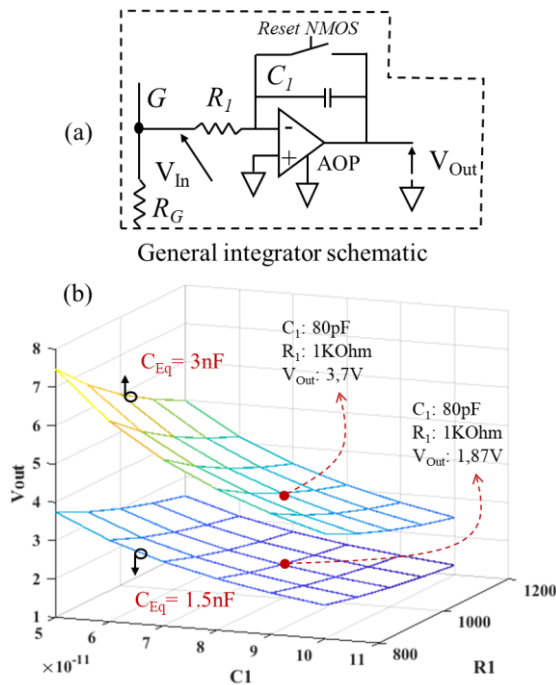 Reset NMOS
C1
G
R1
(a)
-
+
AOP
VIn
VOut
RG
General integrator schematic
(b)
C1: 80pF
R1: 1KOhm
VOut: 3,7V
CEq= 3nF
C1: 80pF
R1: 1KOhm
VOut: 1,87V
CEq= 1.5nF
Vout
8
7
6
5
4
3
2
1
5
6
7
8
9
10
11
×10-11
C1
800
1000
1200
R1